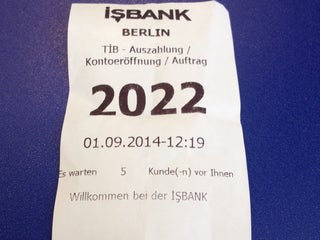 İŞBANK
BERLIN
TİB - Auszahlung /
Kontoeröffnung / Auftrag
2022
01.09.2014-12:19
Es warten 5 Kunde(-n) vor Ihnen
Willkommen bei der İŞBANK